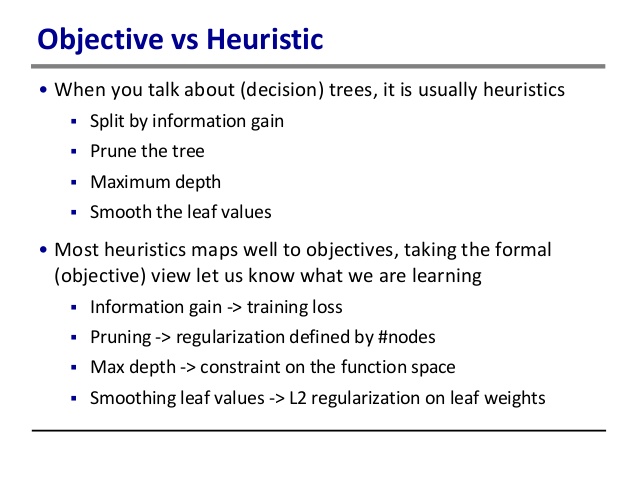 Objective vs Heuristic
• When you talk about (decision) trees, it is usually heuristics
▪ Split by information gain
▪ Prune the tree
▪ Maximum depth
▪ Smooth the leaf values
• Most heuristics maps well to objectives, taking the formal
(objective) view let us know what we are learning
▪ Information gain -> training loss
▪ Pruning -> regularization defined by #nodes
▪ Max depth -> constraint on the function space
▪ Smoothing leaf values -> L2 regularization on leaf weights